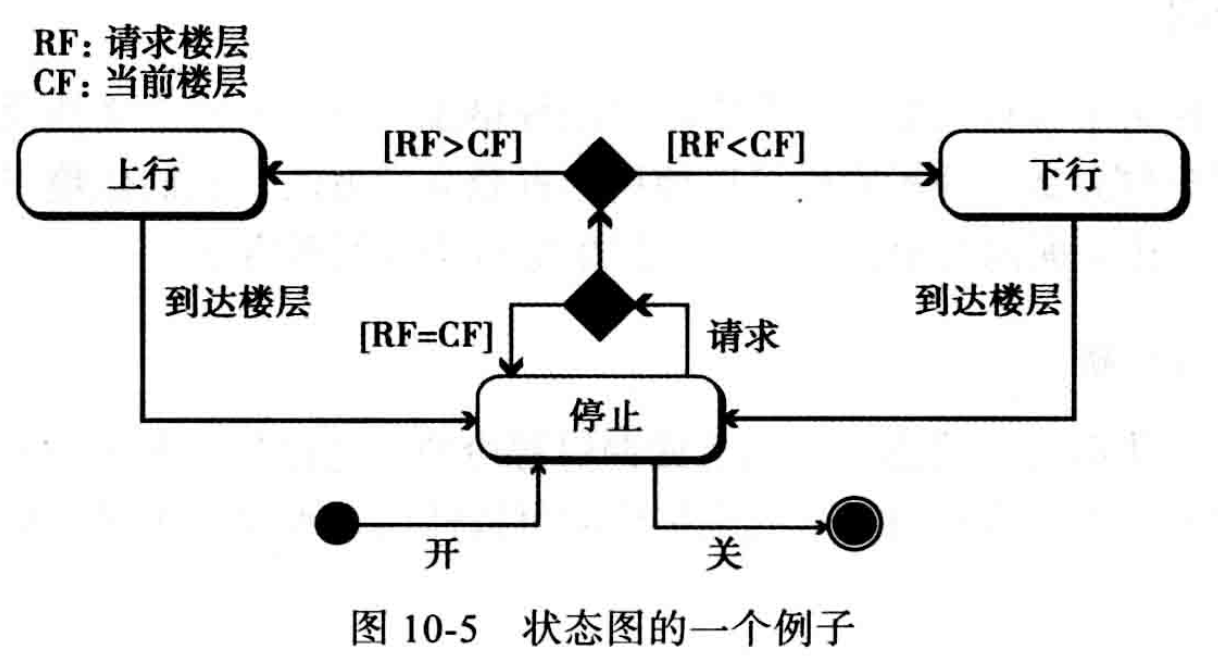 RF: 请求楼层
CF: 当前楼层
[RF>CF]
[RF<CF]
上行
下行
到达楼层
到达楼层
[RF=CF]
请求
停止
开
关
图 10-5 状态图的一个例子